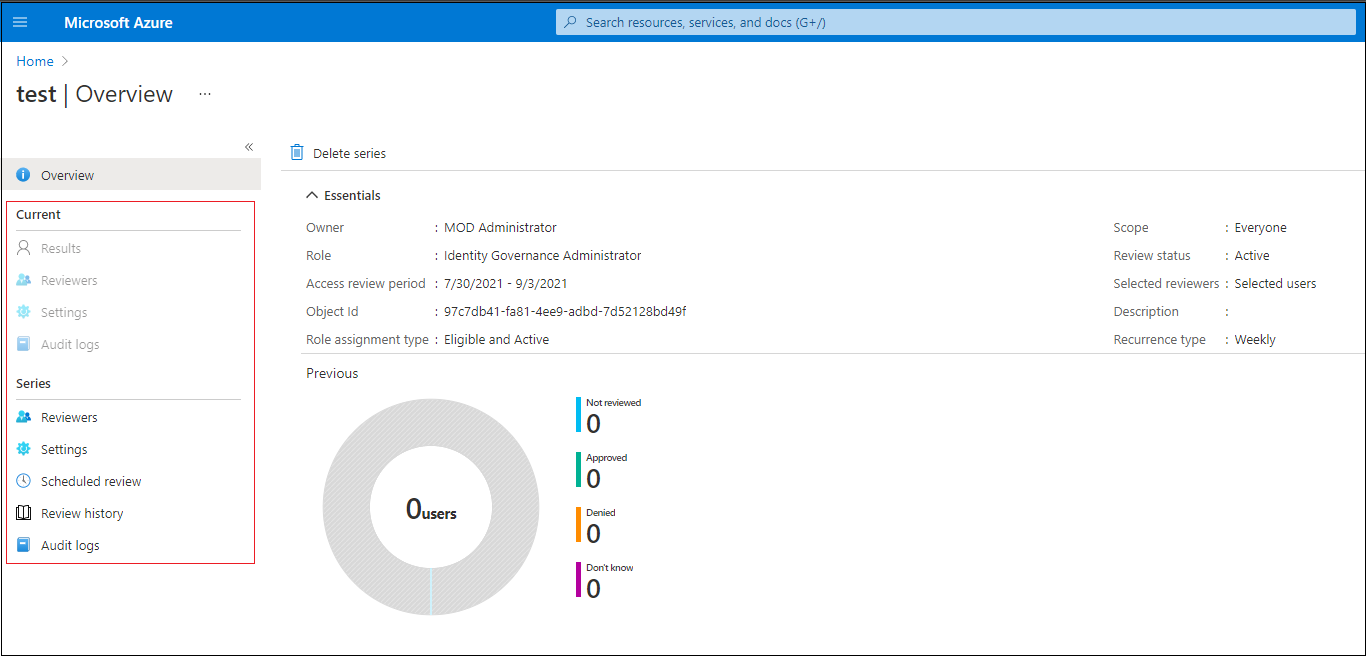 Microsoft Azure
Search resources, services, and docs (G+/)
Home
test | Overview
...
«
Overview
Current
Results
Reviewers
Settings
Audit logs
Series
Reviewers
Settings
Scheduled review
Review history
Audit logs
Delete series
Essentials
Owner : MOD Administrator
Role : Identity Governance Administrator
Access review period : 7/30/2021 - 9/3/2021
Object Id : 97c7db41-fa81-4ee9-adbd-7d52128bd49f
Role assignment type : Eligible and Active
Scope : Everyone
Review status : Active
Selected reviewers : Selected users
Description :
Recurrence type : Weekly
Previous
0users
Not reviewed
0
Approved
0
Denied
0
Don't know
0